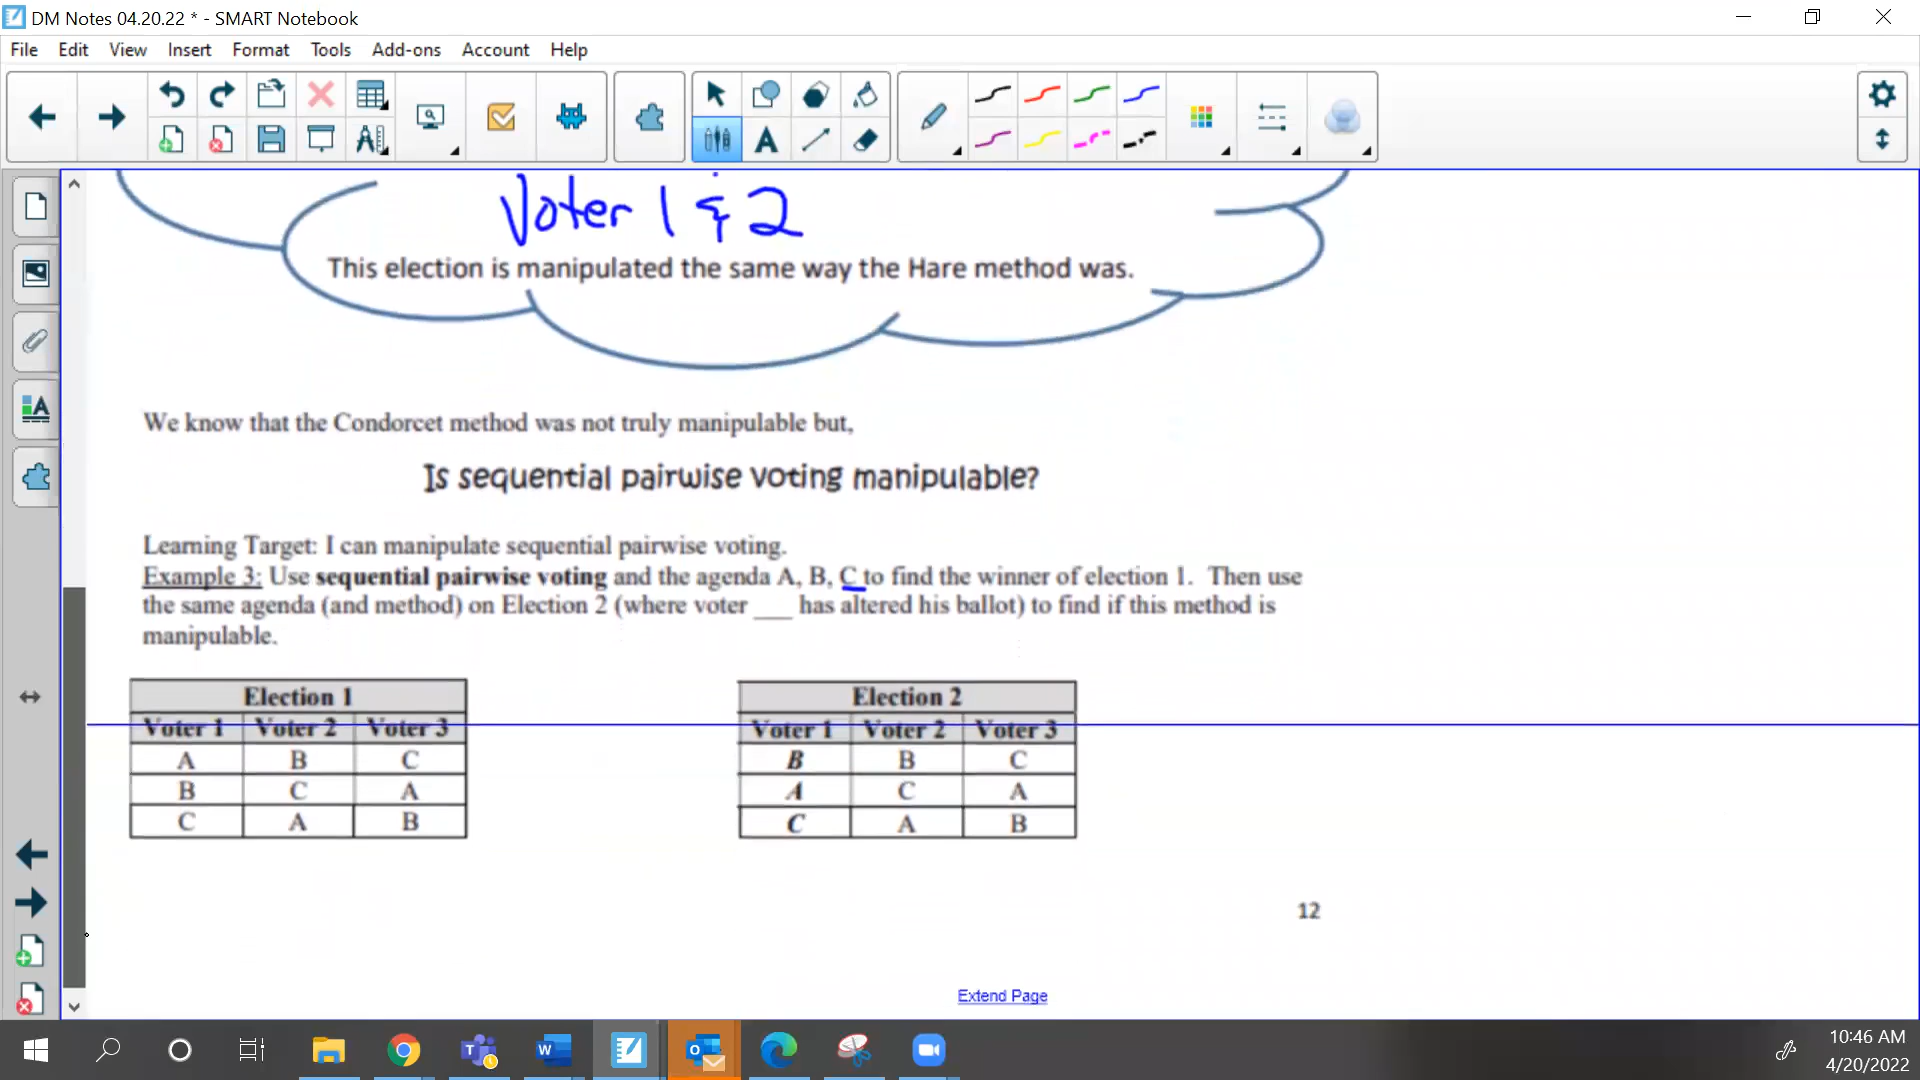 DM Notes 04.20.22 * - SMART Notebook
File Edit View Insert Format Tools Add-ons Account Help
Voter 1 & 2
This election is manipulated the same way the Hare method was.
We know that the Condorcet method was not truly manipulable but,
Is sequential pairwise voting manipulable?
Learning Target: I can manipulate sequential pairwise voting.
Example 3: Use sequential pairwise voting and the agenda A, B, C to find the winner of election 1. Then use
the same agenda (and method) on Election 2 (where voter ___ has altered his ballot) to find if this method is
manipulable.
Election 1
Voter 1 Voter 2 Voter 3
A B C
B C A
C A B
Election 2
Voter 1 Voter 2 Voter 3
B B C
A C A
C A B
12
Extend Page
10:46 AM
4/20/2022